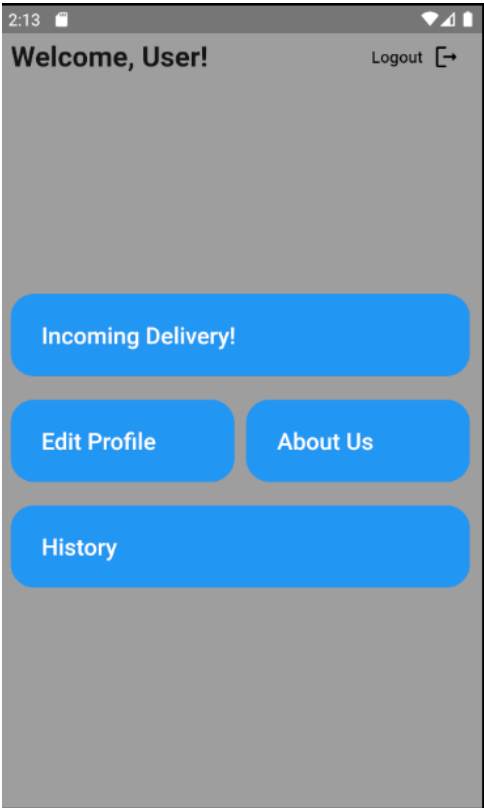 2:13
Welcome, User! Logout
Incoming Delivery!
Edit Profile About Us
History